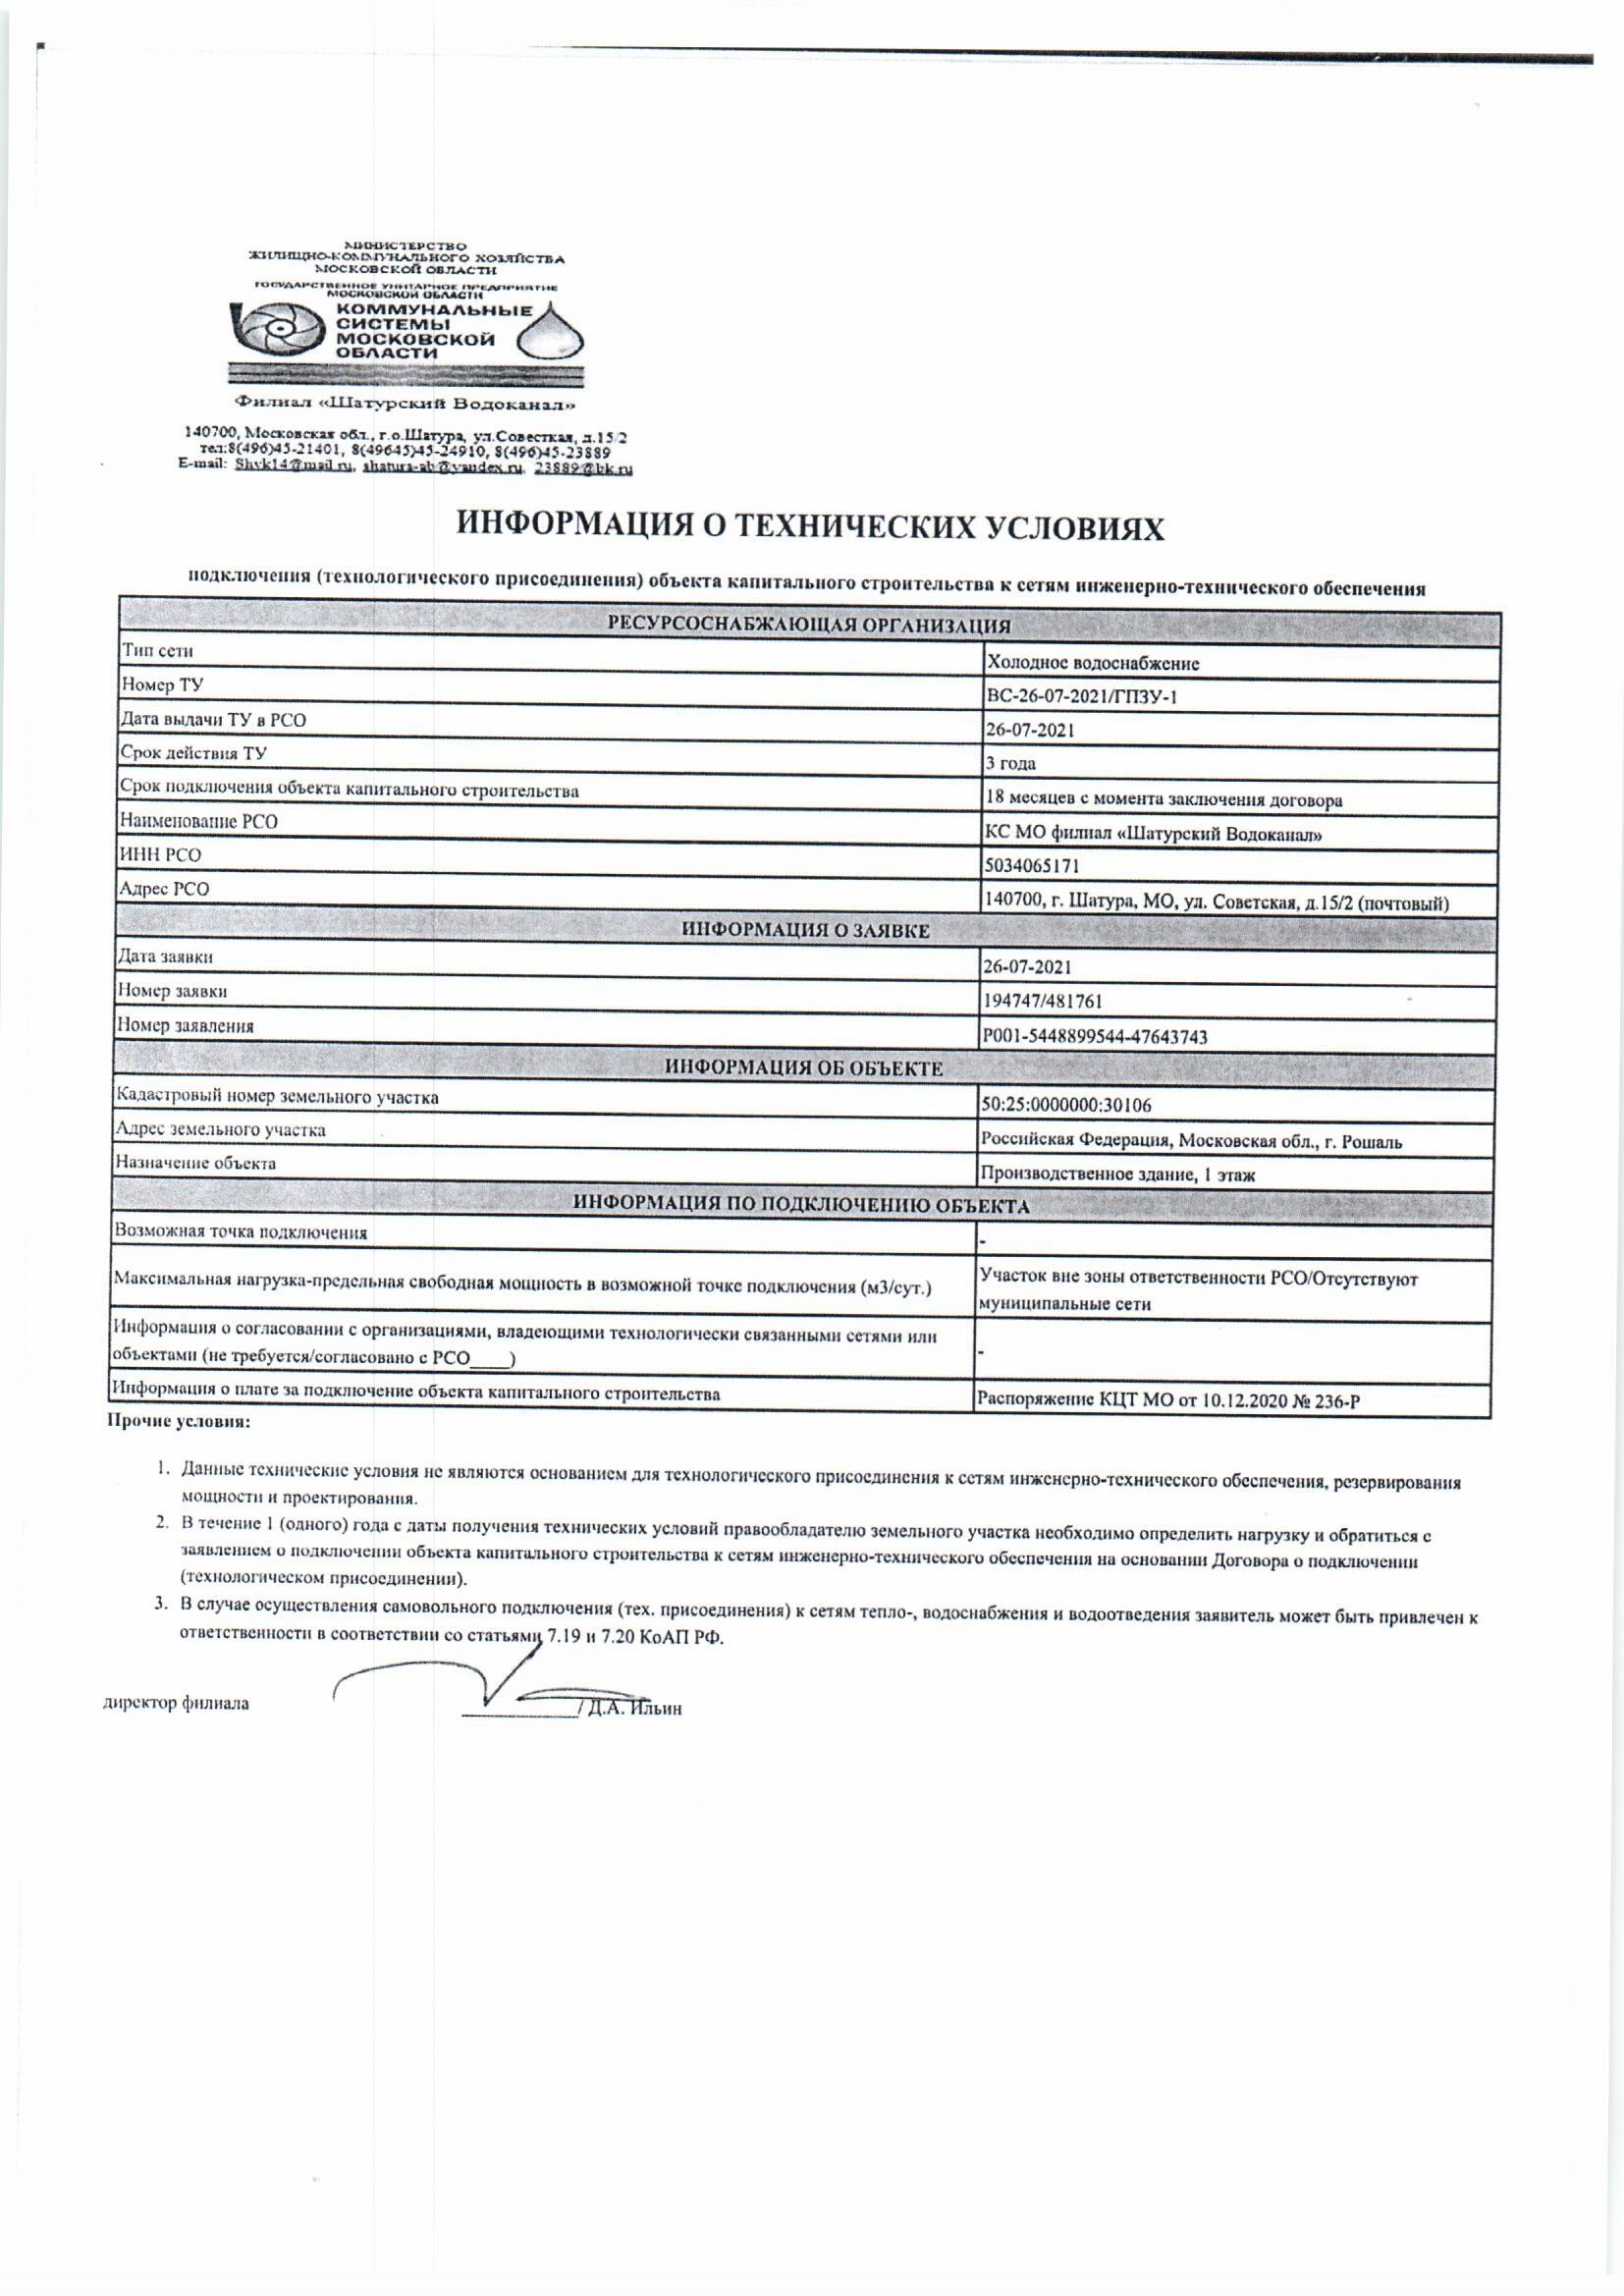 МИНИСТЕРСТВО
ЖИЛИЩНО-КОММУНАЛЬНОГО ХОЗЯЙСТВА
МОСКОВСКОЙ ОБЛАСТИ
ГОСУДАРСТВЕННОЕ УНИТАРНОЕ ПРЕДПРИЯТИЕ
МОСКОВСКОЙ ОБЛАСТИ
КОММУНАЛЬНЫЕ
СИСТЕМЫ
МОСКОВСКОЙ
ОБЛАСТИ
Филиал «Шатурский Водоканал»
140700, Московская обл., г.о.Шатура, ул.Совесткая, д.15/2
тел:8(496)45-21401, 8(49645)45-24910, 8(496)45-23889
E-mail: Shvk14@mail.ru, shatura-ab@yandex.ru, 23889@bk.ru
ИНФОРМАЦИЯ О ТЕХНИЧЕСКИХ УСЛОВИЯХ
подключения (технологического присоединения) объекта капитального строительства к сетям инженерно-технического обеспечения
РЕСУРСОСНАБЖАЮЩАЯ ОРГАНИЗАЦИЯ
Тип сети Холодное водоснабжение
Номер ТУ ВС-26-07-2021/ГПЗУ-1
Дата выдачи ТУ в РСО 26-07-2021
Срок действия ТУ 3 года
Срок подключения объекта капитального строительства 18 месяцев с момента заключения договора
Наименование РСО КС МО филиал «Шатурский Водоканал»
ИНН РСО 5034065171
Адрес РСО 140700, г. Шатура, МО, ул. Советская, д.15/2 (почтовый)
ИНФОРМАЦИЯ О ЗАЯВКЕ
Дата заявки 26-07-2021
Номер заявки 194747/481761
Номер заявления P001-5448899544-47643743
ИНФОРМАЦИЯ ОБ ОБЪЕКТЕ
Кадастровый номер земельного участка 50:25:0000000:30106
Адрес земельного участка Российская Федерация, Московская обл., г. Рошаль
Назначение объекта Производственное здание, 1 этаж
ИНФОРМАЦИЯ ПО ПОДКЛЮЧЕНИЮ ОБЪЕКТА
Возможная точка подключения -
Максимальная нагрузка-предельная свободная мощность в возможной точке подключения (м3/сут.) Участок вне зоны ответственности РСО/Отсутствуют
муниципальные сети
Информация о согласовании с организациями, владеющими технологически связанными сетями или
объектами (не требуется/согласовано с РСО____) -
Информация о плате за подключение объекта капитального строительства Распоряжение КЦТ МО от 10.12.2020 № 236-Р
Прочие условия:
1. Данные технические условия не являются основанием для технологического присоединения к сетям инженерно-технического обеспечения, резервирования
мощности и проектирования.
2. В течение 1 (одного) года с даты получения технических условий правообладателю земельного участка необходимо определить нагрузку и обратиться с
заявлением о подключении объекта капитального строительства к сетям инженерно-технического обеспечения на основании Договора о подключении
(технологическом присоединении).
3. В случае осуществления самовольного подключения (тех. присоединения) к сетям тепло-, водоснабжения и водоотведения заявитель может быть привлечен к
ответственности в соответствии со статьями 7.19 и 7.20 КоАП РФ.
директор филиала ____________/ Д.А. Ильин